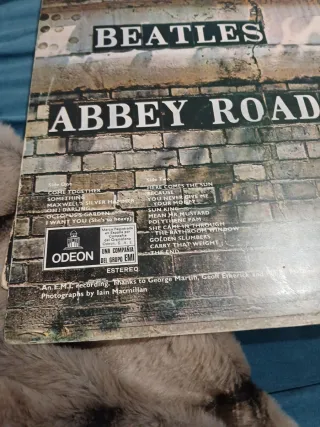 BEATLES
ABBEY ROAD
Side One
COME TOGETHER
SOMETHING
MAXWELL'S SILVER HAMMER
OH! DARLING
OCTOPUS'S GARDEN
I WANT YOU (She's so heavy)
HERE COMES THE SUN
BECAUSE
YOU NEVER GIVE ME
YOUR MONEY
SUN KING
MEAN MR MUSTARD
POLYTHENE PAM
SHE CAME IN THROUGH
THE BATHROOM WINDOW
GOLDEN SLUMBERS
CARRY THAT WEIGHT
THE END
ODEON
UNA COMPAÑIA
DEL GRUPO EMI
ESTEREO
An E.M.I. recording. Thanks to George Martin, Geoff Emerick
Photographs by Iain Macmillan